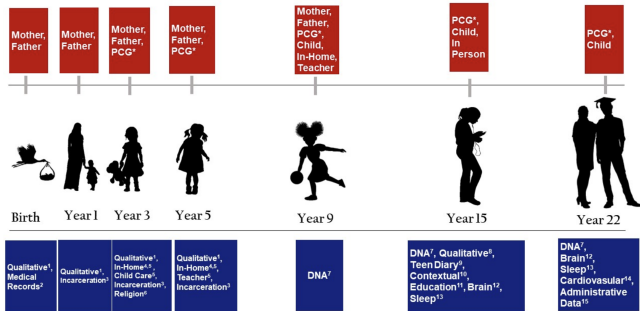 Mother,
Father
Mother,
Father
Mother,
Father,
PCG*
Mother,
Father,
PCG*
Mother,
Father,
PCG*,
Child,
In-Home,
Teacher
PCG*,
Child,
In
Person
PCG*,
Child
Birth
Year 1
Year 3
Year 5
Year 9
Year 15
Year 22
Qualitative¹,
Medical
Records²
Qualitative¹,
Incarceration³
Qualitative¹,
In-Home⁴,⁵
Child Care⁵,
Incarceration³,
Religion⁶
Qualitative¹,
In-Home⁴,⁵
Teacher⁵,
Incarceration³
DNA⁷
DNA⁷, Qualitative⁸,
Teen Diary⁹,
Contextual¹⁰,
Education¹¹, Brain¹²,
Sleep¹³
DNA⁷,
Brain¹²
Sleep¹³
Cardiovasular¹⁴,
Administrative
Data¹⁵